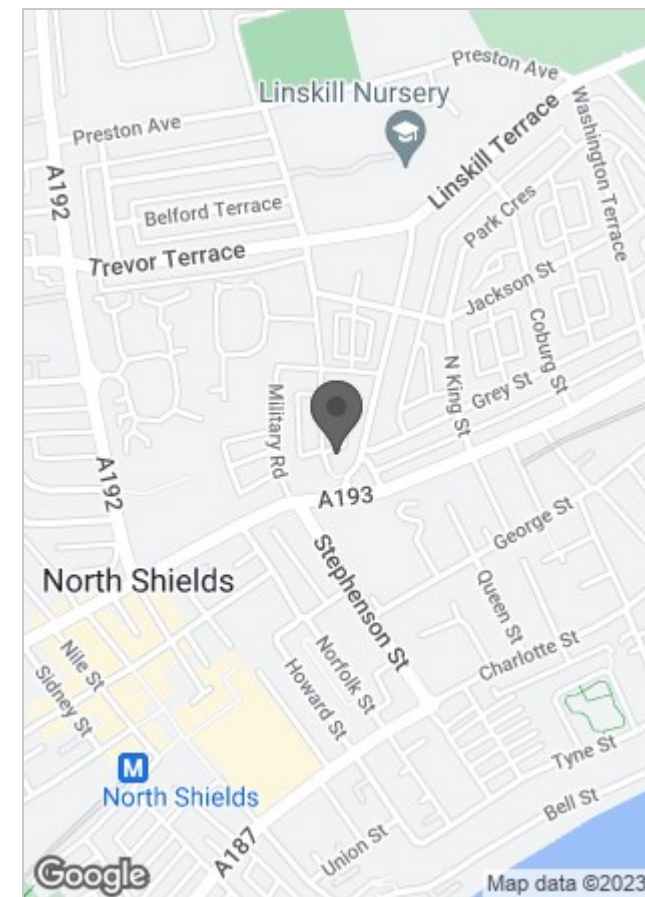 Preston Ave
Linskill Nursery
Preston Ave
Linskill Terrace
Washington Terrace
A192
Belford Terrace
Park Cres
Trevor Terrace
Jackson St
Coburg St
N King St
Grey St
Military Rd
A192
A193
George St
Stephenson St
North Shields
Queen St
Norfolk St
Charlotte St
Nile St
Sidney St
Howard St
Tyne St
M
North Shields
Bell St
A187
Union St
Google
Map data ©2023